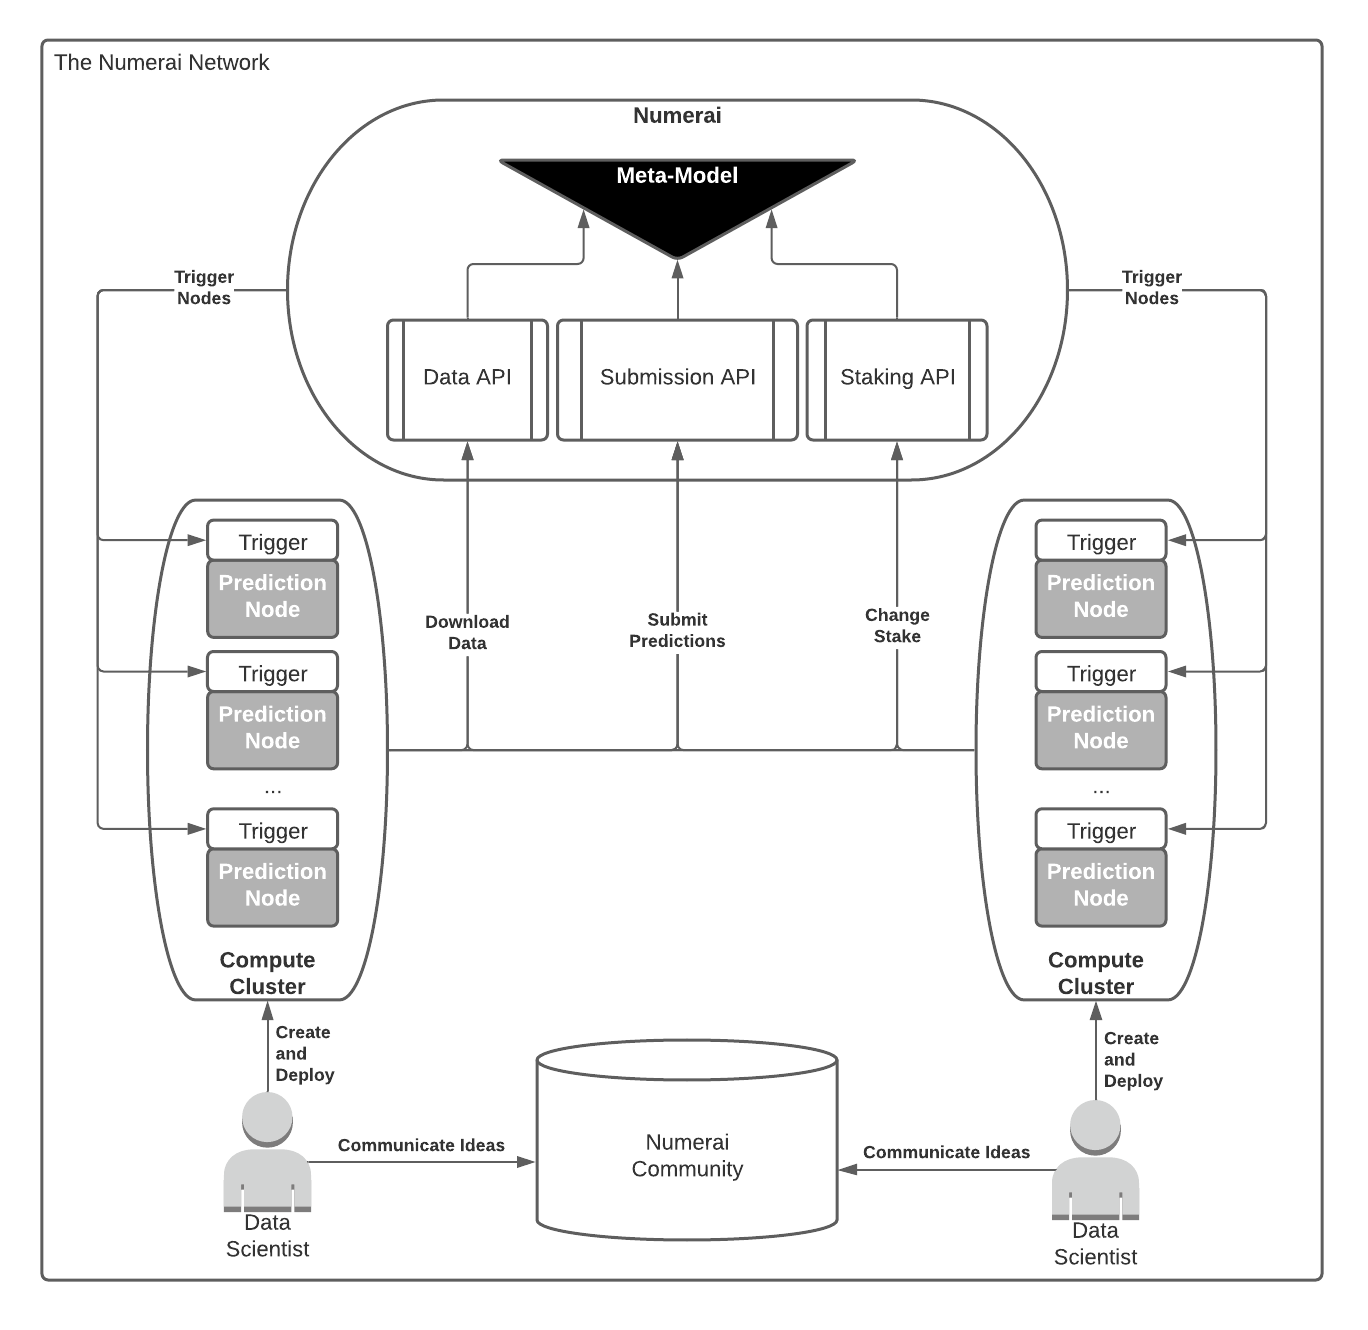 The Numerai Network
Numerai
Meta-Model
Trigger
Nodes
Trigger
Nodes
Data API
Submission API
Staking API
Trigger
Prediction
Node
Trigger
Prediction
Node
...
Trigger
Prediction
Node
Compute
Cluster
Download
Data
Submit
Predictions
Change
Stake
Trigger
Prediction
Node
Trigger
Prediction
Node
...
Trigger
Prediction
Node
Compute
Cluster
Create
and
Deploy
Create
and
Deploy
Communicate Ideas
Numerai
Community
Communicate Ideas
Data
Scientist
Data
Scientist